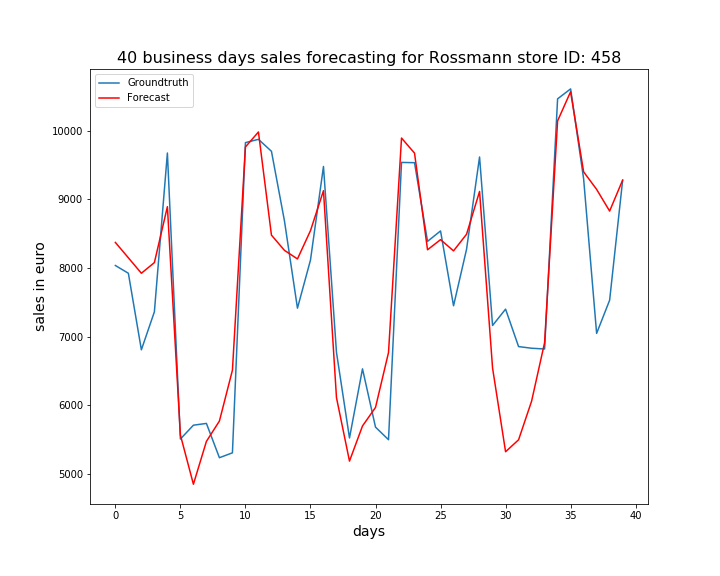 40 business days sales forecasting for Rossmann store ID: 458
Groundtruth
Forecast
10000
9000
8000
7000
6000
5000
sales in euro
0 5 10 15 20 25 30 35 40
days